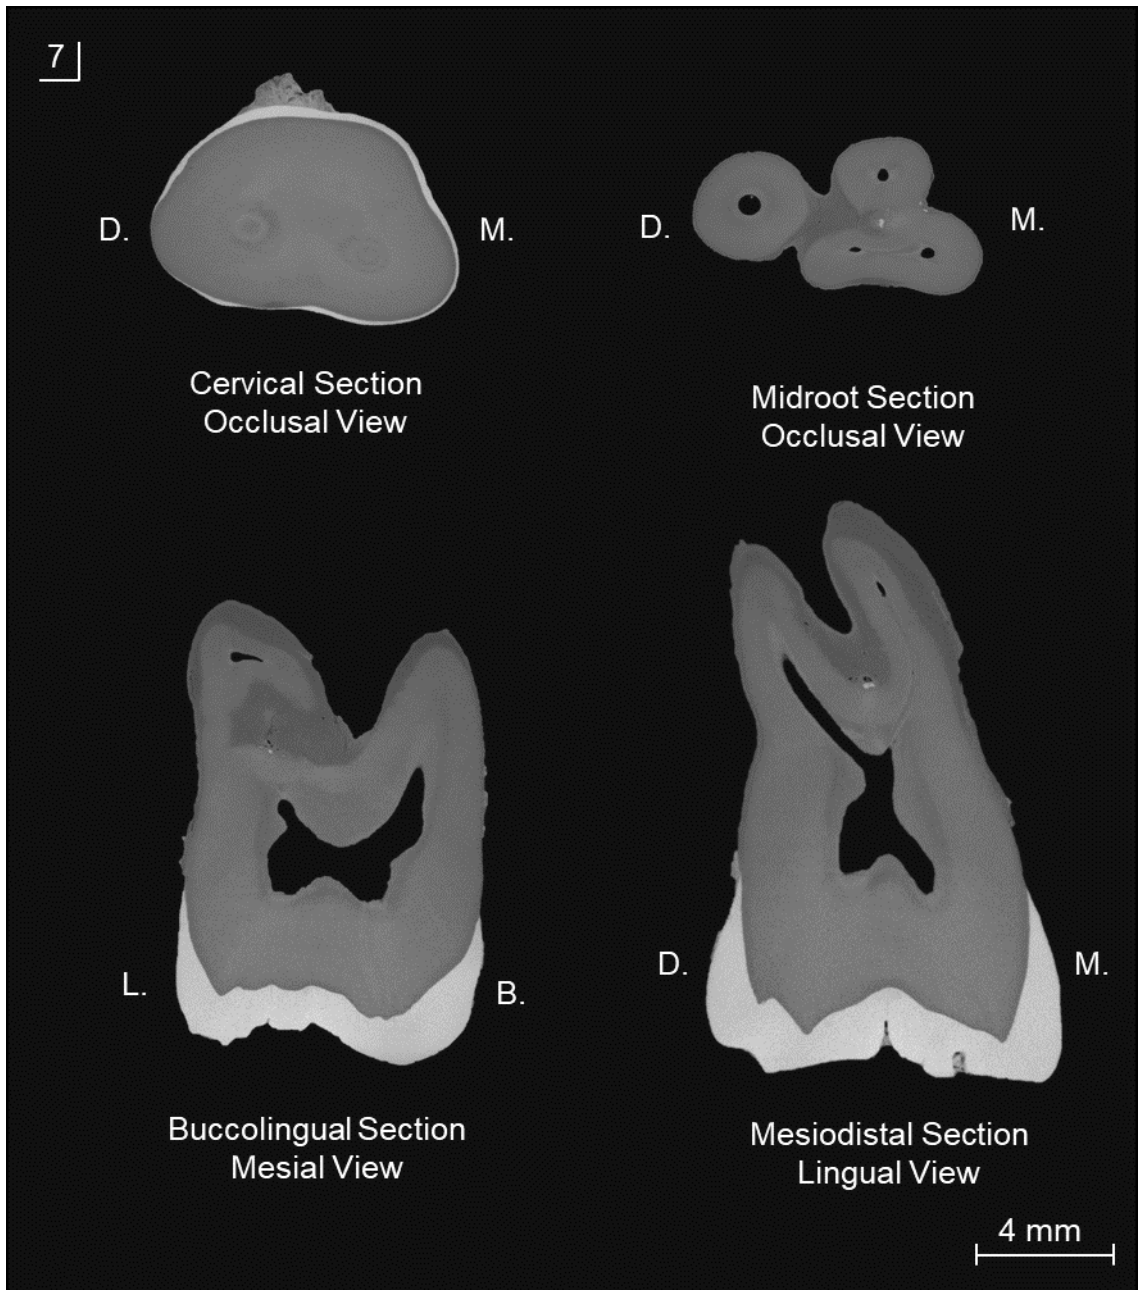 7
D.
M.
D.
M.
Cervical Section
Occlusal View
Midroot Section
Occlusal View
L.
B.
D.
M.
Buccolingual Section
Mesial View
Mesiodistal Section
Lingual View
4 mm